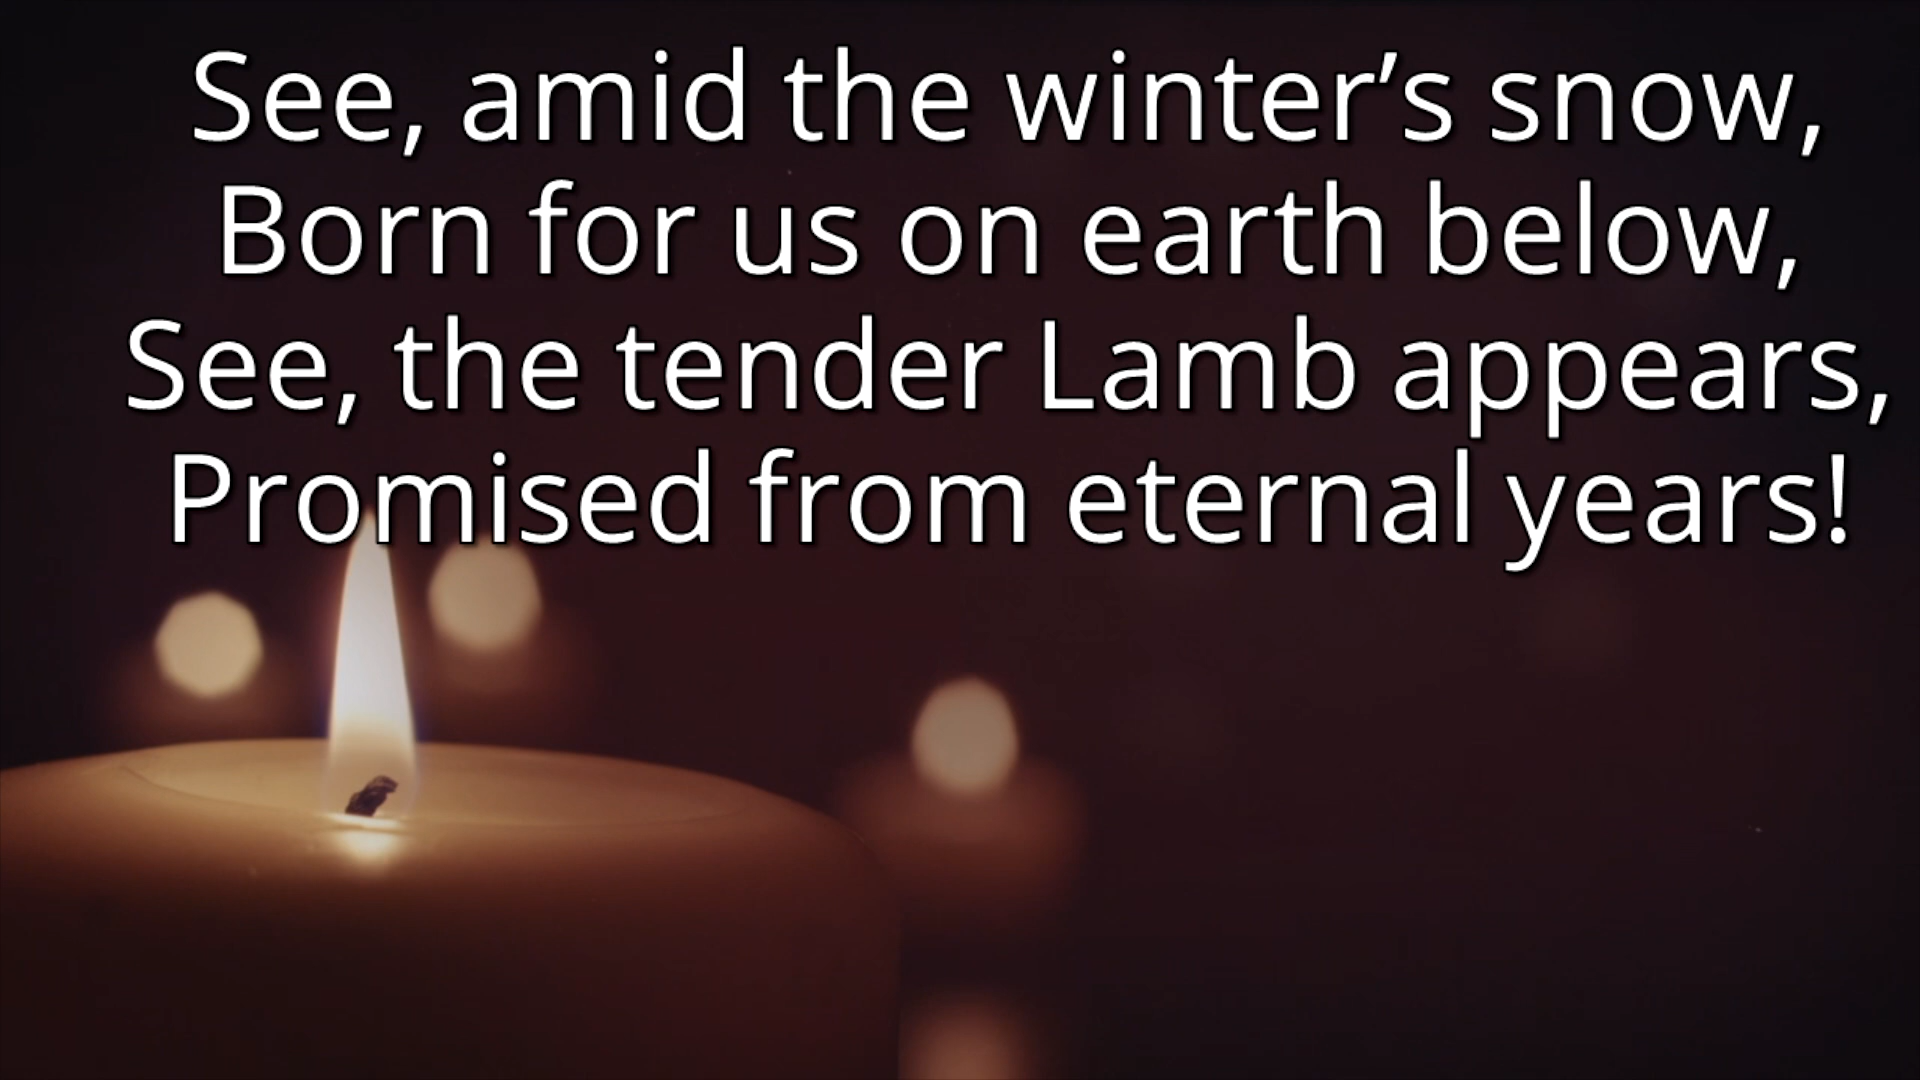 See, amid the winter’s snow,
Born for us on earth below,
See, the tender Lamb appears,
Promised from eternal years!